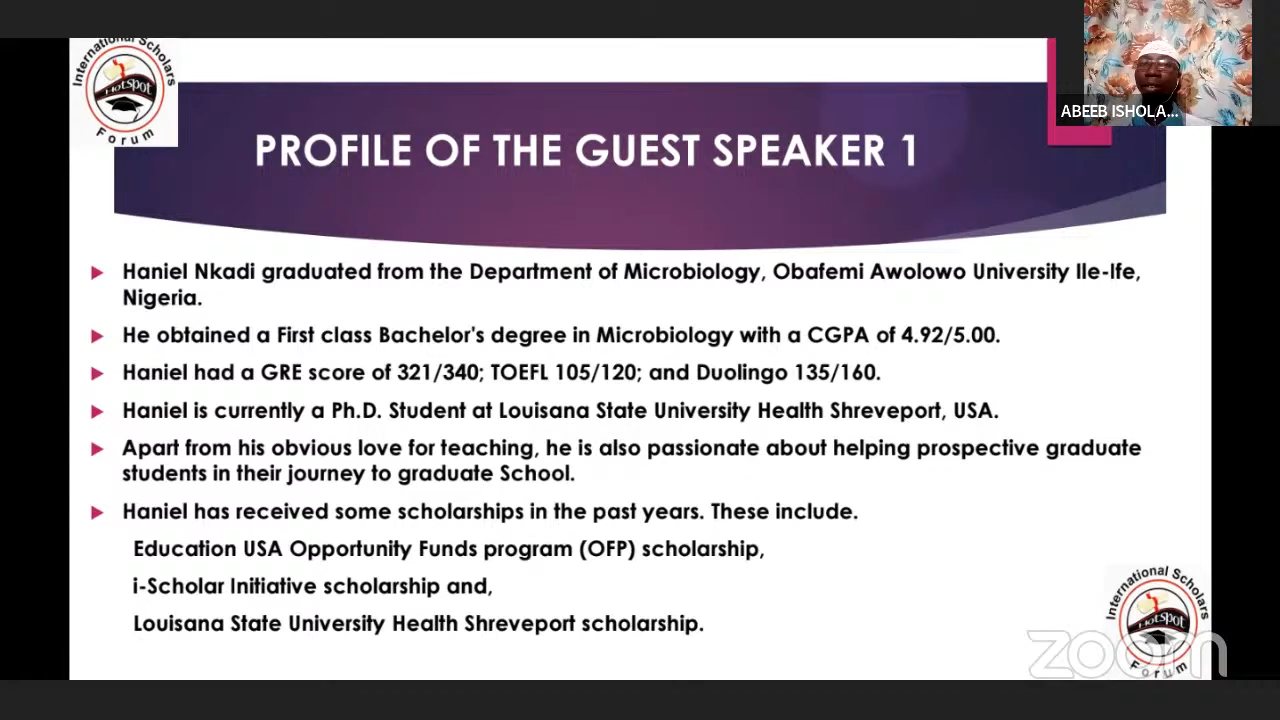 International Scholars
HotSpot
Forum
ABEEB ISHOLA...
PROFILE OF THE GUEST SPEAKER 1
Haniel Nkadi graduated from the Department of Microbiology, Obafemi Awolowo University Ile-Ife,
Nigeria.
He obtained a First class Bachelor's degree in Microbiology with a CGPA of 4.92/5.00.
Haniel had a GRE score of 321/340; TOEFL 105/120; and Duolingo 135/160.
Haniel is currently a Ph.D. Student at Louisana State University Health Shreveport, USA.
Apart from his obvious love for teaching, he is also passionate about helping prospective graduate
students in their journey to graduate School.
Haniel has received some scholarships in the past years. These include.
Education USA Opportunity Funds program (OFP) scholarship,
i-Scholar Initiative scholarship and,
Louisana State University Health Shreveport scholarship.
International Scholars
HotSpot
Forum
zoom